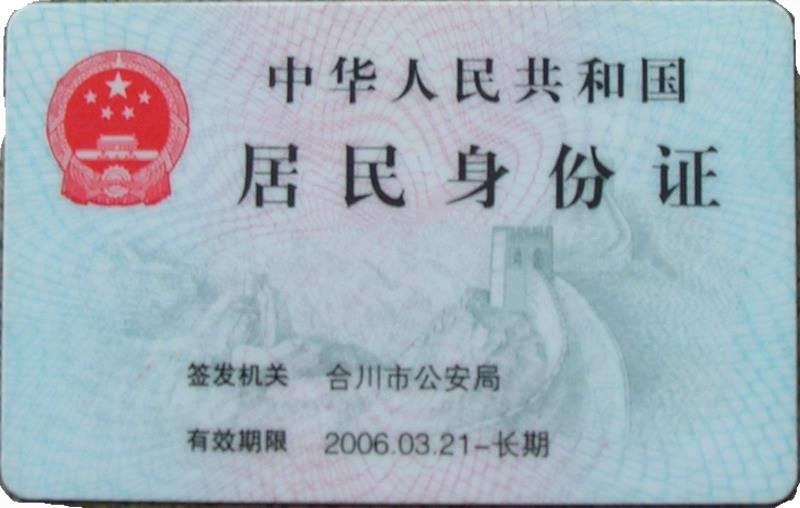 中华人民共和国
居民身份证
签发机关 合川市公安局
有效期限 2006.03.21-长期